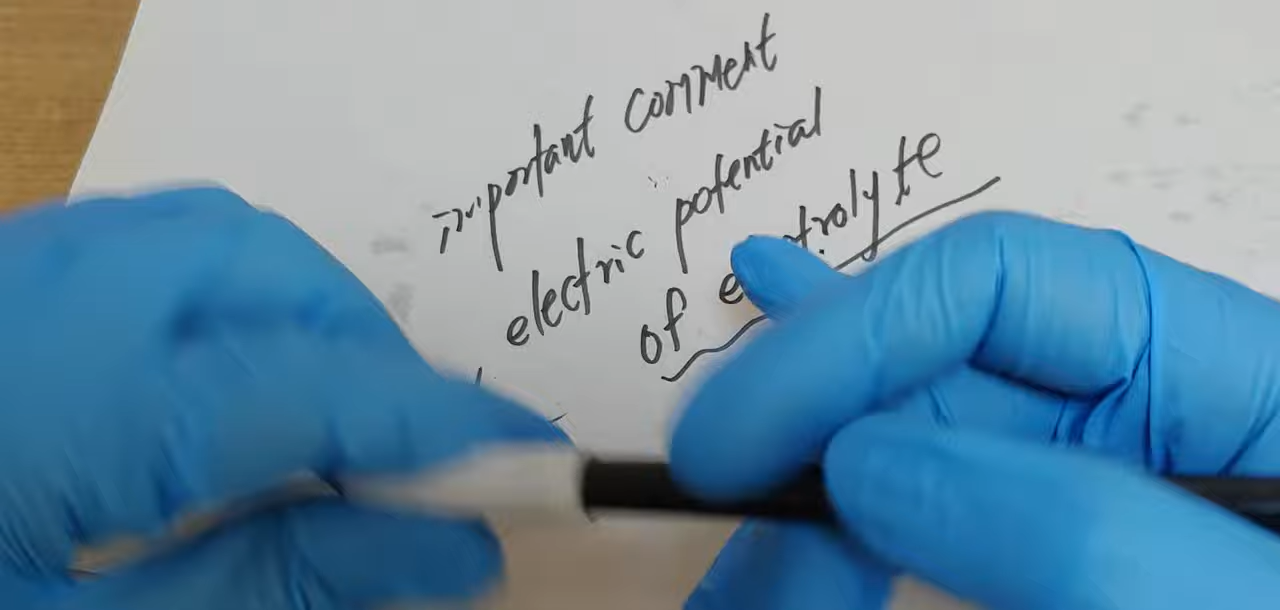 important comment
electric potential
of